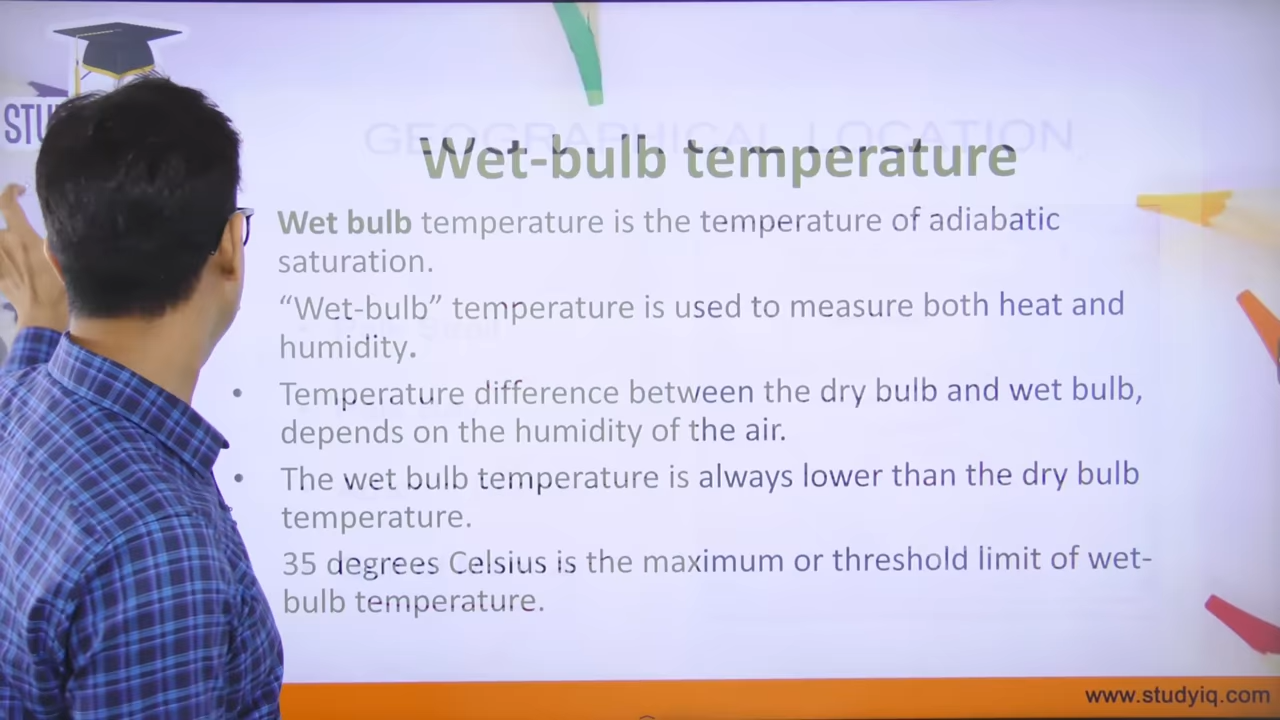 STU
GEOGRAPHICAL LOCATION
Wet-bulb temperature
Wet bulb temperature is the temperature of adiabatic
saturation.
“Wet-bulb” temperature is used to measure both heat and
humidity.
• Temperature difference between the dry bulb and wet bulb,
depends on the humidity of the air.
• The wet bulb temperature is always lower than the dry bulb
temperature.
35 degrees Celsius is the maximum or threshold limit of wet-
bulb temperature.
www.studyiq.com